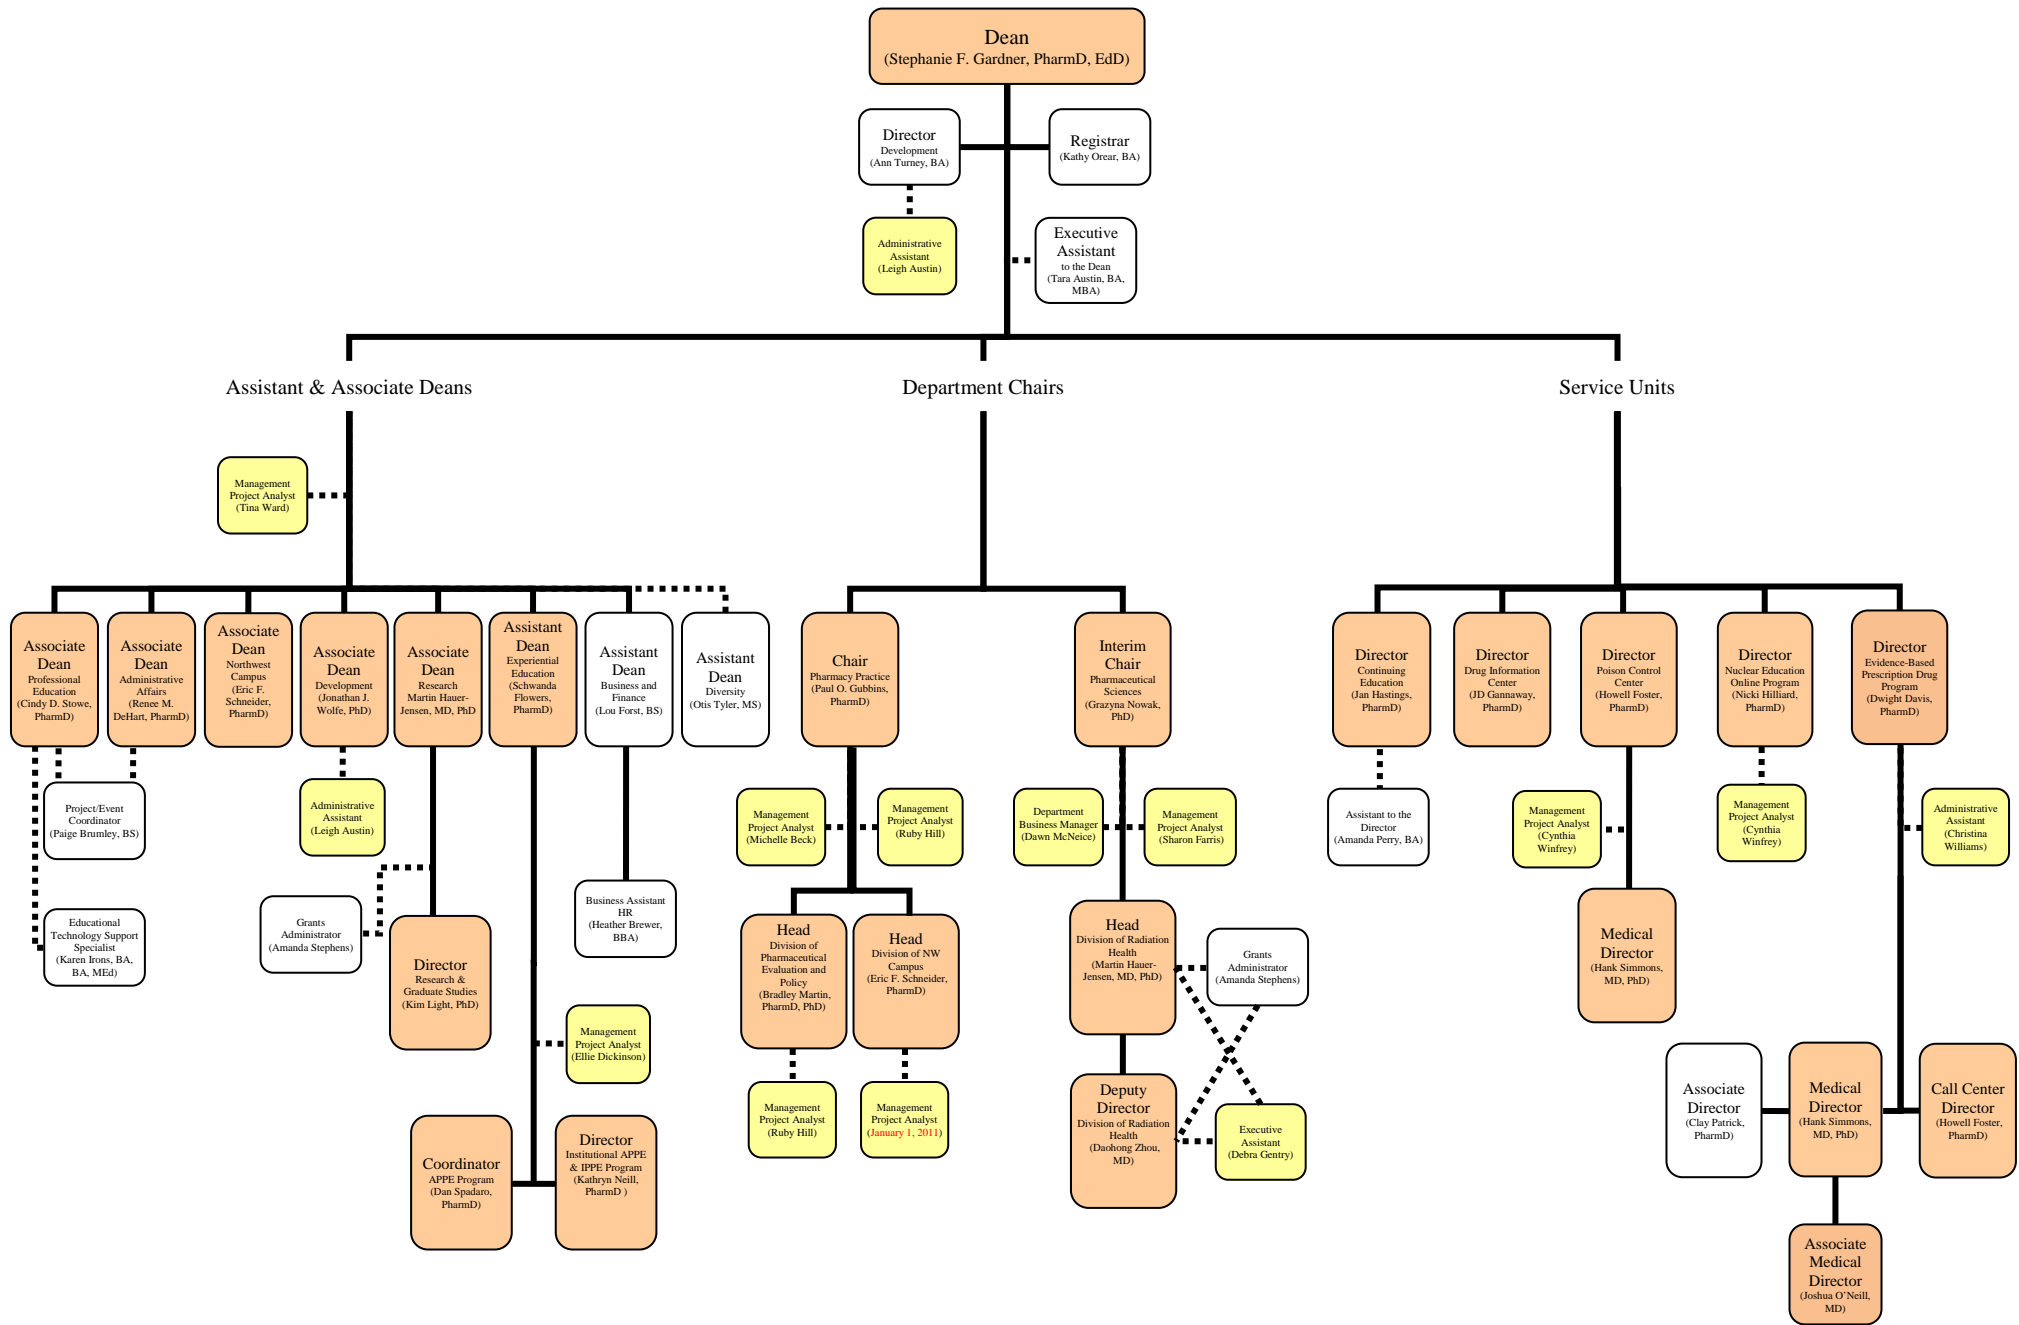 Dean
(Stephanie F. Gardner, PharmD, EdD)
Director
Development
(Ann Turney, BA)
Registrar
(Kathy Orear, BA)
Administrative
Assistant
(Leigh Austin)
Executive
Assistant
to the Dean
(Tara Austin, BA,
MBA)
Assistant & Associate Deans
Department Chairs
Service Units
Management
Project Analyst
(Tina Ward)
Associate
Dean
Professional
Education
(Cindy D. Stowe,
PharmD)
Associate
Dean
Administrative
Affairs
(Renee M.
DeHart, PharmD)
Associate
Dean
Northwest
Campus
(Eric F.
Schneider,
PharmD)
Associate
Dean
Development
(Jonathan J.
Wolfe, PhD)
Associate
Dean
Research
Martin Hauer-
Jensen, MD, PhD
Assistant
Dean
Experiential
Education
(Schwanda
Flowers,
PharmD)
Assistant
Dean
Business and
Finance
(Lou Forst, BS)
Assistant
Dean
Diversity
(Otis Tyler, MS)
Chair
Pharmacy Practice
(Paul O. Gubbins,
PharmD)
Interim
Chair
Pharmaceutical
Sciences
(Grazyna Nowak,
PhD)
Director
Continuing
Education
(Jan Hastings,
PharmD)
Director
Drug Information
Center
(JD Gannaway,
PharmD)
Director
Poison Control
Center
(Howell Foster,
PharmD)
Director
Nuclear Education
Online Program
(Nicki Hilliard,
PharmD)
Director
Evidence-Based
Prescription Drug
Program
(Dwight Davis,
PharmD)
Project/Event
Coordinator
(Paige Brumley, BS)
Administrative
Assistant
(Leigh Austin)
Management
Project Analyst
(Michelle Beck)
Management
Project Analyst
(Ruby Hill)
Department
Business Manager
(Dawn McNeice)
Management
Project Analyst
(Sharon Farris)
Assistant to the
Director
(Amanda Perry, BA)
Management
Project Analyst
(Cynthia
Winfrey)
Management
Project Analyst
(Cynthia
Winfrey)
Administrative
Assistant
(Christina
Williams)
Educational
Technology Support
Specialist
(Karen Irons, BA,
BA, MEd)
Grants
Administrator
(Amanda Stephens)
Director
Research &
Graduate Studies
(Kim Light, PhD)
Business Assistant
HR
(Heather Brewer,
BBA)
Head
Division of
Pharmaceutical
Evaluation and
Policy
(Bradley Martin,
PharmD, PhD)
Head
Division of NW
Campus
(Eric F. Schneider,
PharmD)
Head
Division of Radiation
Health
(Martin Hauer-
Jensen, MD, PhD)
Grants
Administrator
(Amanda Stephens)
Medical
Director
(Hank Simmons,
MD, PhD)
Management
Project Analyst
(Ellie Dickinson)
Management
Project Analyst
(Ruby Hill)
Management
Project Analyst
(January 1, 2011)
Deputy
Director
Division of Radiation
Health
(Daohong Zhou,
MD)
Executive
Assistant
(Debra Gentry)
Associate
Director
(Clay Patrick,
PharmD)
Medical
Director
(Hank Simmons,
MD, PhD)
Call Center
Director
(Howell Foster,
PharmD)
Coordinator
APPE Program
(Dan Spadaro,
PharmD)
Director
Institutional APPE
& IPPE Program
(Kathryn Neill,
PharmD )
Associate
Medical
Director
(Joshua O'Neill,
MD)